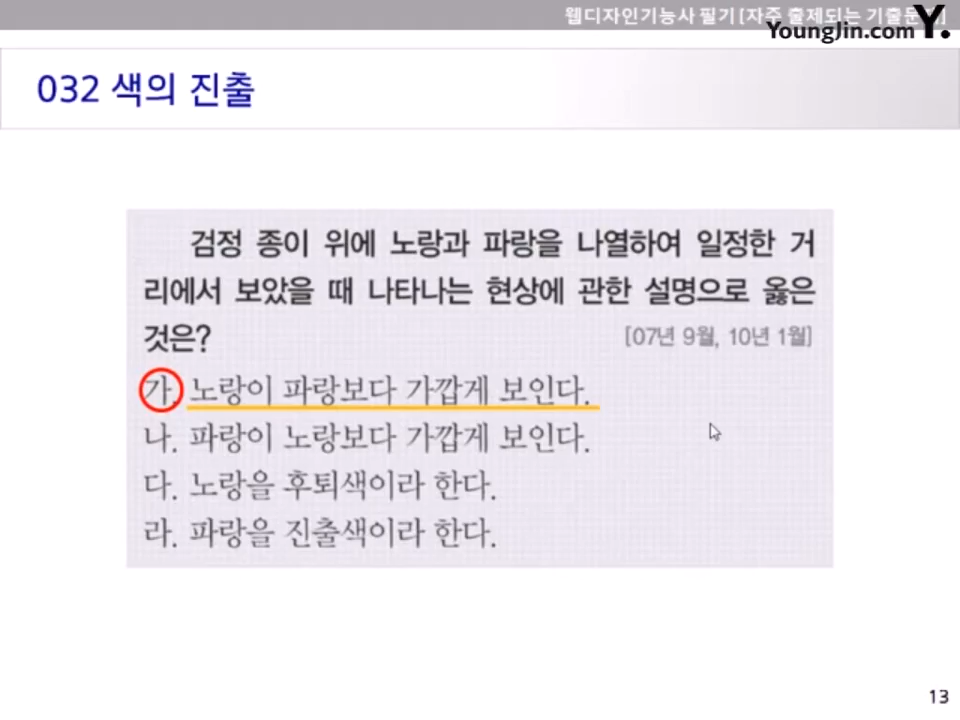 웹디자인기능사 필기 [자주 출제되는 기출문제]
YoungJin.com Y.
032 색의 진출
검정 종이 위에 노랑과 파랑을 나열하여 일정한 거
리에서 보았을 때 나타나는 현상에 관한 설명으로 옳은
것은? [07년 9월, 10년 1월]
가. 노랑이 파랑보다 가깝게 보인다.
나. 파랑이 노랑보다 가깝게 보인다.
다. 노랑을 후퇴색이라 한다.
라. 파랑을 진출색이라 한다.
13